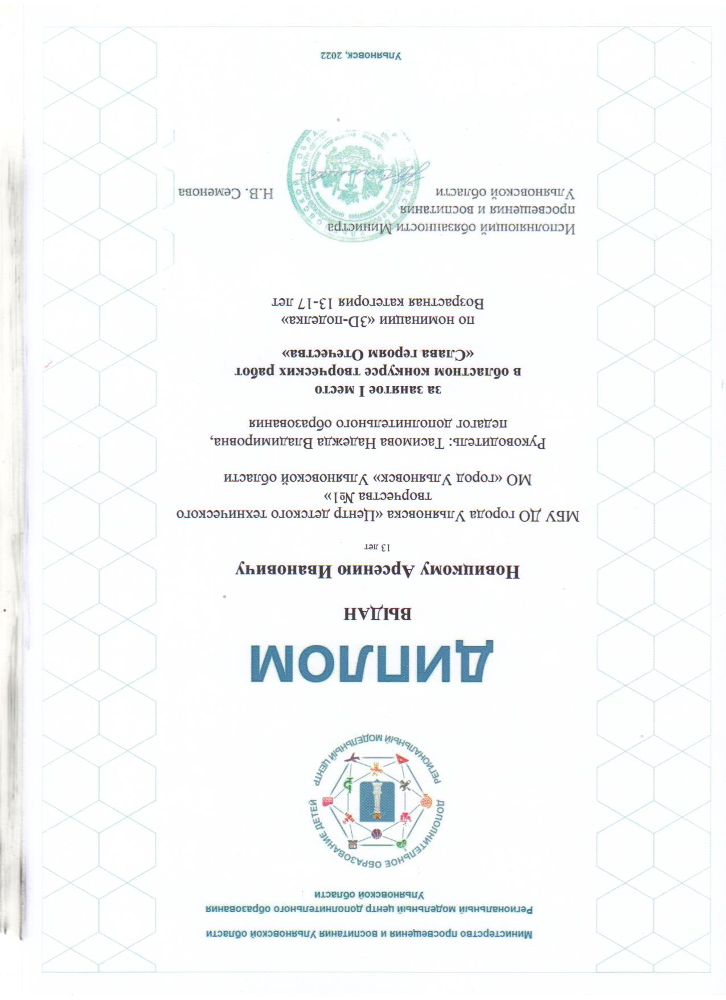 Министерство просвещения и воспитания Ульяновской области
Региональный модельный центр дополнительного образования
Ульяновской области
ДОПОЛНИТЕЛЬНОЕ ОБРАЗОВАНИЕ ДЕТЕЙ
РЕГИОНАЛЬНЫЙ МОДЕЛЬНЫЙ ЦЕНТР
ДИПЛОМ
ВЫДАН
Новицкому Арсению Ивановичу
13 лет
МБУ ДО города Ульяновска «Центр детского технического
творчества №1»
МО «город Ульяновск» Ульяновской области
Руководитель: Тасимова Надежда Владимировна,
педагог дополнительного образования
за занятое I место
в областном конкурсе творческих работ
«Слава героям Отечества»
по номинации «3D-поделка»
Возрастная категория 13-17 лет
Исполняющий обязанности Министра
просвещения и воспитания
Ульяновской области
Н.В. Семенова
Ульяновск, 2022